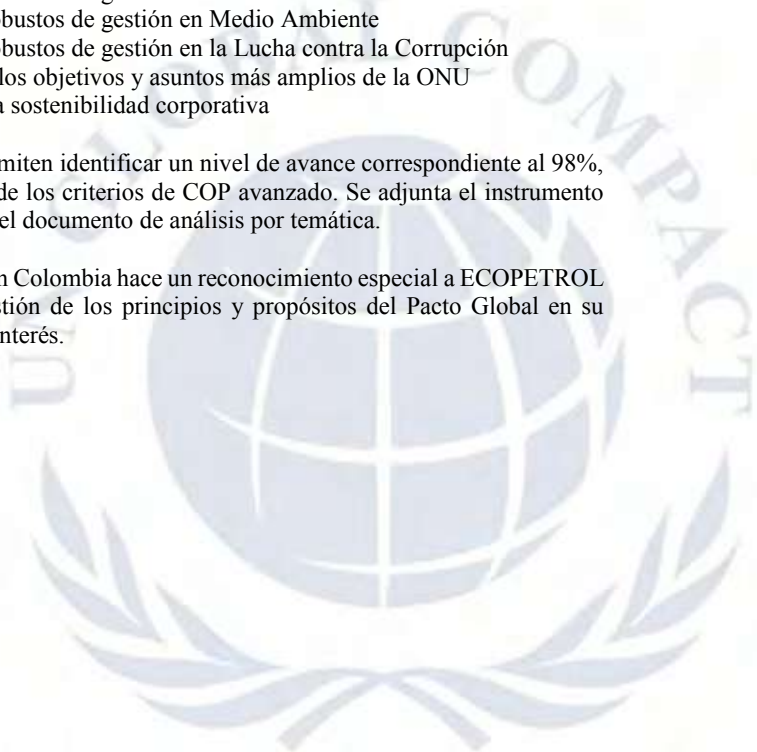 bustos de gestión en Medio Ambiente
bustos de gestión en la Lucha contra la Corrupción
los objetivos y asuntos más amplios de la ONU
a sostenibilidad corporativa
miten identificar un nivel de avance correspondiente al 98%,
de los criterios de COP avanzado. Se adjunta el instrumento
el documento de análisis por temática.
n Colombia hace un reconocimiento especial a ECOPETROL
stión de los principios y propósitos del Pacto Global en su
nterés.
UN GLOBAL COMPACT